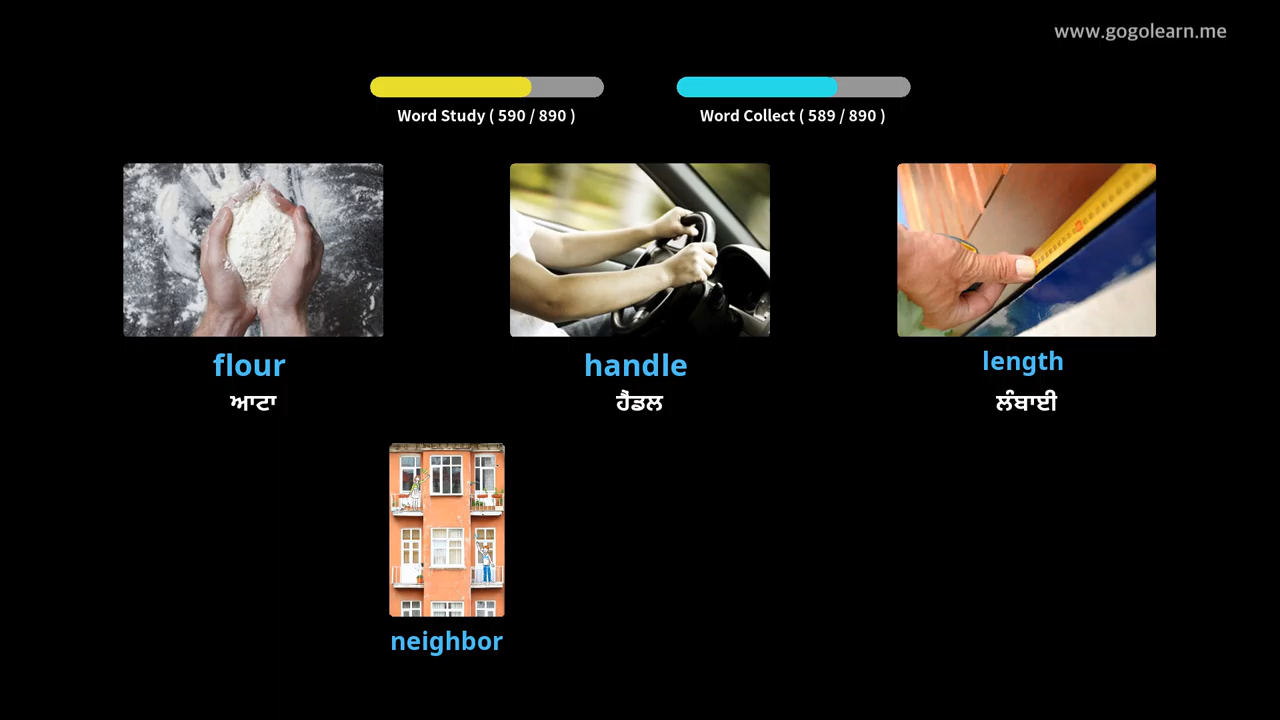 www.gogolearn.me
Word Study ( 590 / 890 )
Word Collect ( 589 / 890 )
flour
handle
length
ਆਟਾ
ਹੈਂਡਲ
ਲੰਬਾਈ
neighbor